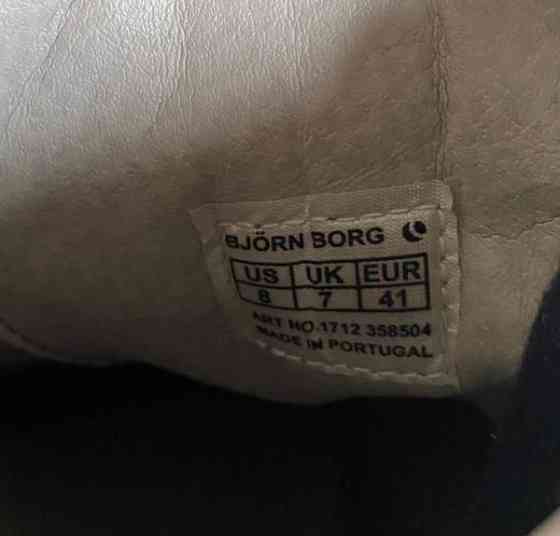 BJÖRN BORG
US UK EUR
8 7 41
ART NO 1712 358504
MADE IN PORTUGAL